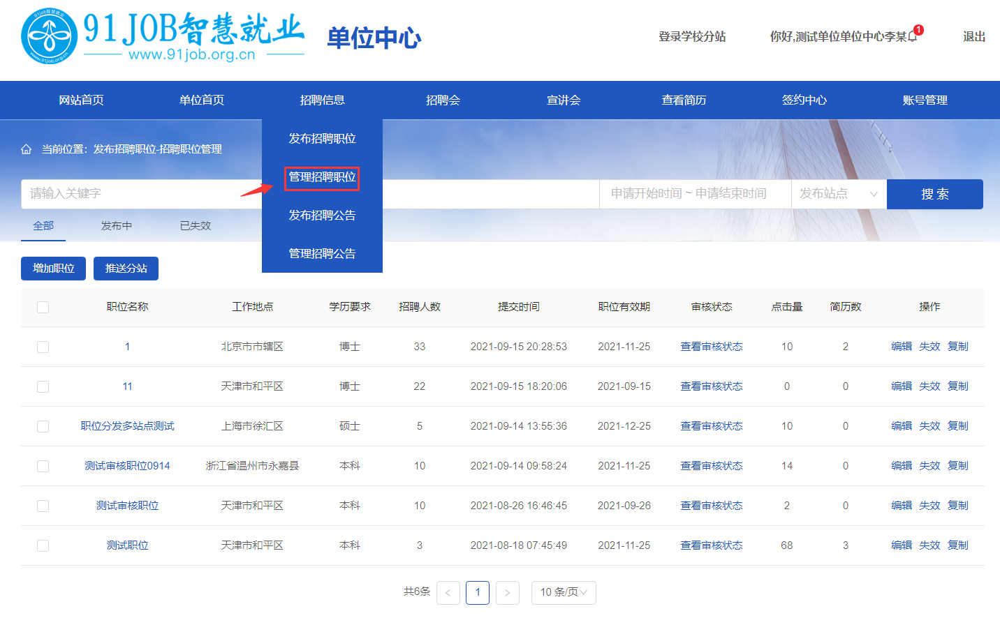 91job智慧就业
www.91job.org.cn
91JOB智慧就业
www.91job.org.cn
单位中心
登录学校分站
你好,测试单位单位中心李某
1
退出
网站首页
单位首页
招聘信息
招聘会
宣讲会
查看简历
签约中心
账号管理
发布招聘职位
管理招聘职位
发布招聘公告
管理招聘公告
当前位置：发布招聘职位-招聘职位管理
请输入关键字
申请开始时间 ~ 申请结束时间
发布站点
搜 索
全部
发布中
已失效
增加职位
推送分站
职位名称 工作地点 学历要求 招聘人数 提交时间 职位有效期 审核状态 点击量 简历数 操作
1 北京市市辖区 博士 33 2021-09-15 20:28:53 2021-11-25 查看审核状态 10 2 编辑 失效 复制
11 天津市和平区 博士 22 2021-09-15 18:20:06 2021-09-15 查看审核状态 0 0 编辑 失效 复制
职位分发多站点测试 上海市徐汇区 硕士 5 2021-09-14 13:55:36 2021-12-25 查看审核状态 10 0 编辑 失效 复制
测试审核职位0914 浙江省温州市永嘉县 本科 10 2021-09-14 09:58:24 2021-11-25 查看审核状态 14 0 编辑 失效 复制
测试审核职位 天津市和平区 本科 10 2021-08-26 16:46:45 2021-09-26 查看审核状态 2 0 编辑 失效 复制
测试职位 天津市和平区 本科 3 2021-08-18 07:45:49 2021-11-25 查看审核状态 68 3 编辑 失效 复制
共6条 < 1 > 10 条/页